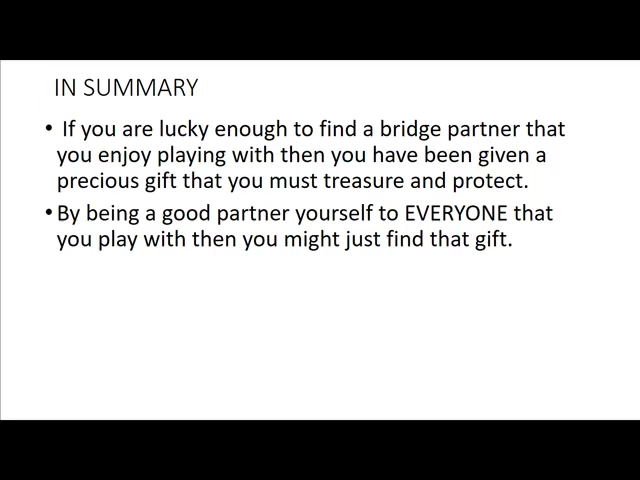 IN SUMMARY
• If you are lucky enough to find a bridge partner that
you enjoy playing with then you have been given a
precious gift that you must treasure and protect.
• By being a good partner yourself to EVERYONE that
you play with then you might just find that gift.